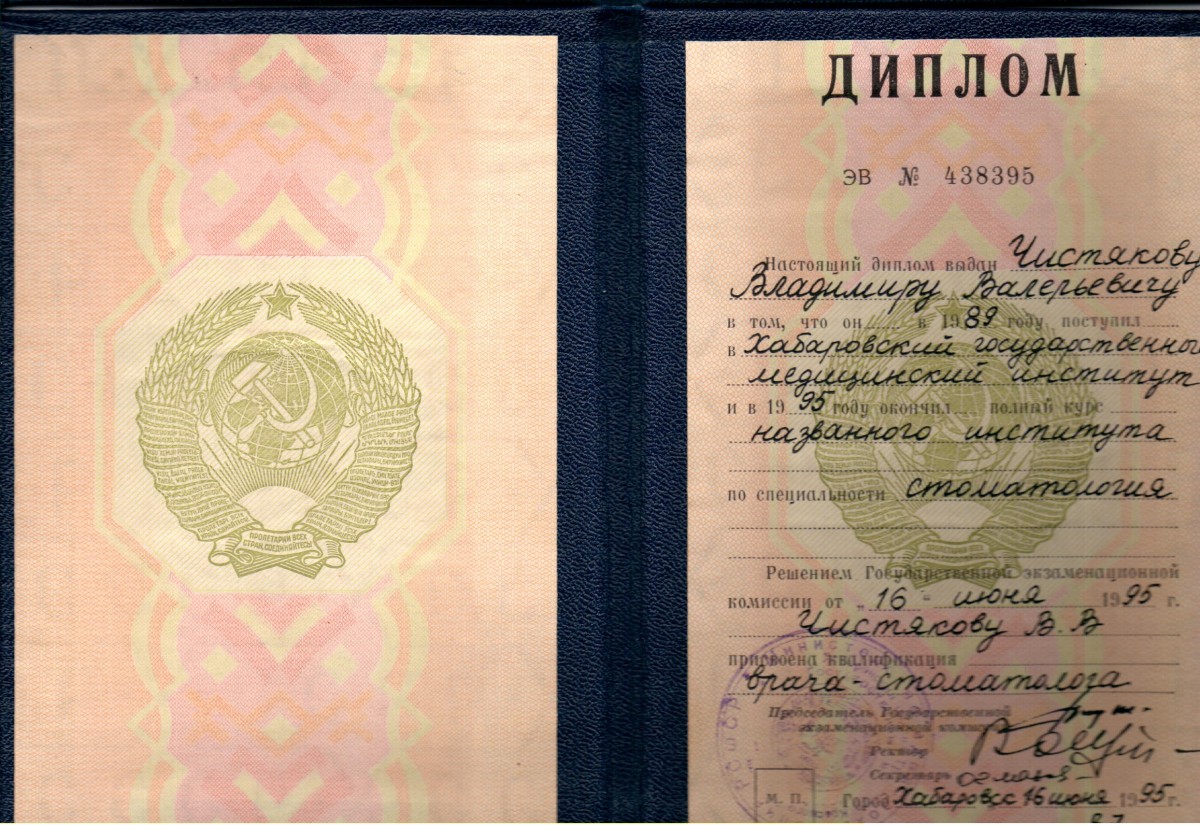 ПРОЛЕТАРИИ ВСЕХ
СТРАН, СОЕДИНЯЙТЕСЬ!
ДИПЛОМ
ЭВ № 438395
Настоящий диплом выдан Чистякову
Владимиру Валерьевичу
в том, что он в 1989 году поступил
в Хабаровский государственный
медицинский институт
и в 1995 году окончил полный курс
названного института
по специальности стоматология
Решением Государственной экзаменационной
комиссии от „16" июня 1995 г.
Чистякову В.В
присвоена квалификация
врача-стоматолога
Председатель Государственной
экзаменационной
Ректор
Секретарь
М. П. Город Хабаровск 16 июня 1995 г.